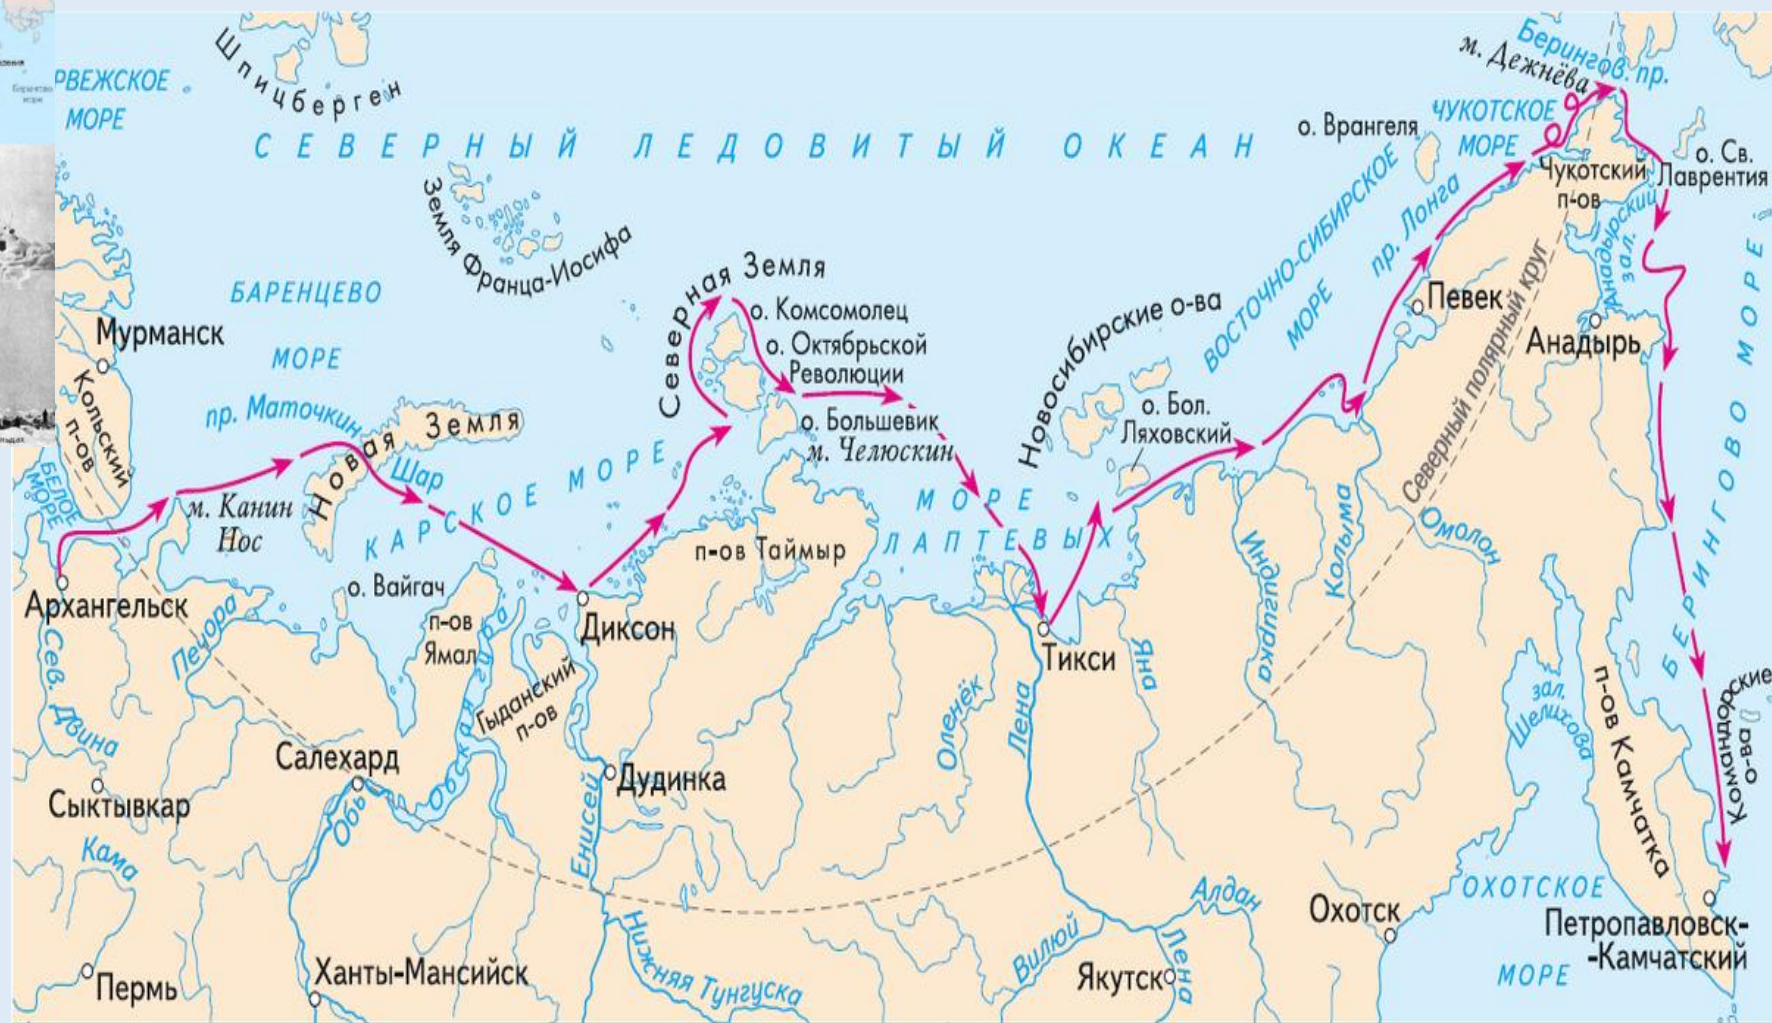 РВЕЖСКОЕ
МОРЕ
Шпицберген
СЕВЕРНЫЙ ЛЕДОВИТЫЙ ОКЕАН
Земля Франца-Иосифа
БАРЕНЦЕВО
МОРЕ
Мурманск
Кольский
п-ов
БЕЛОЕ
МОРЕ
пр. Маточкин
Шар
Новая Земля
м. Канин
Нос
КАРСКОЕ МОРЕ
Северная Земля
о. Комсомолец
о. Октябрьской
Революции
о. Большевик
м. Челюскин
МОРЕ
ЛАПТЕВЫХ
п-ов Таймыр
Новосибирские о-ва
о. Бол.
Ляховский
ВОСТОЧНО-СИБИРСКОЕ
МОРЕ
пр. Лонга
о. Врангеля
ЧУКОТСКОЕ
МОРЕ
м. Дежнёва
Берингов. пр.
Чукотский
п-ов
о. Св.
Лаврентия
Анадырский
зал.
Певек
Анадырь
Северный полярный круг
БЕРИНГОВО МОРЕ
Архангельск
Сев. Двина
Печора
о. Вайгач
п-ов
Ямал
Обская губа
Гыданский
п-ов
Диксон
Тикси
Оленёк
Лена
Яна
Индигирка
Колыма
Омолон
зал.
Шелихова
п-ов Камчатка
Командорские
о-ва
Салехард
Обь
Дудинка
Енисей
Сыктывкар
Кама
Пермь
Ханты-Мансийск
Нижняя Тунгуска
Вилюй
Алдан
Якутск
Лена
Охотск
ОХОТСКОЕ
МОРЕ
Петропавловск-
-Камчатский